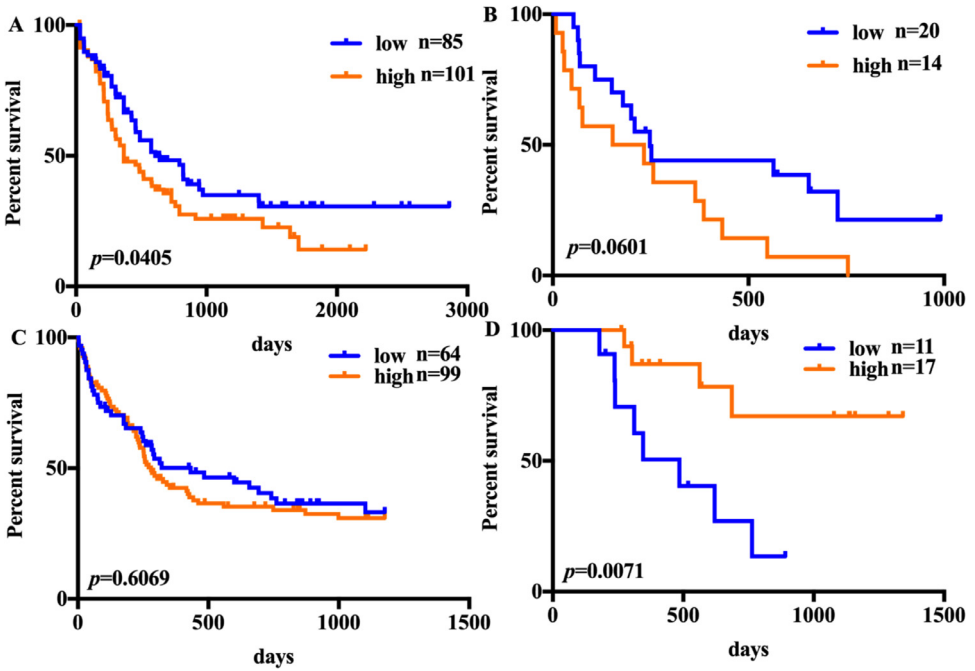 A
100
50
0
Percent survival
low n=85
high n=101
p=0.0405
0 1000 2000 3000
days
B
100
50
0
Percent survival
low n=20
high n=14
p=0.0601
0 500 1000
days
C
100
50
0
Percent survival
low n=64
high n=99
p=0.6069
0 500 1000 1500
days
D
100
50
0
Percent survival
low n=11
high n=17
p=0.0071
0 500 1000 1500
days